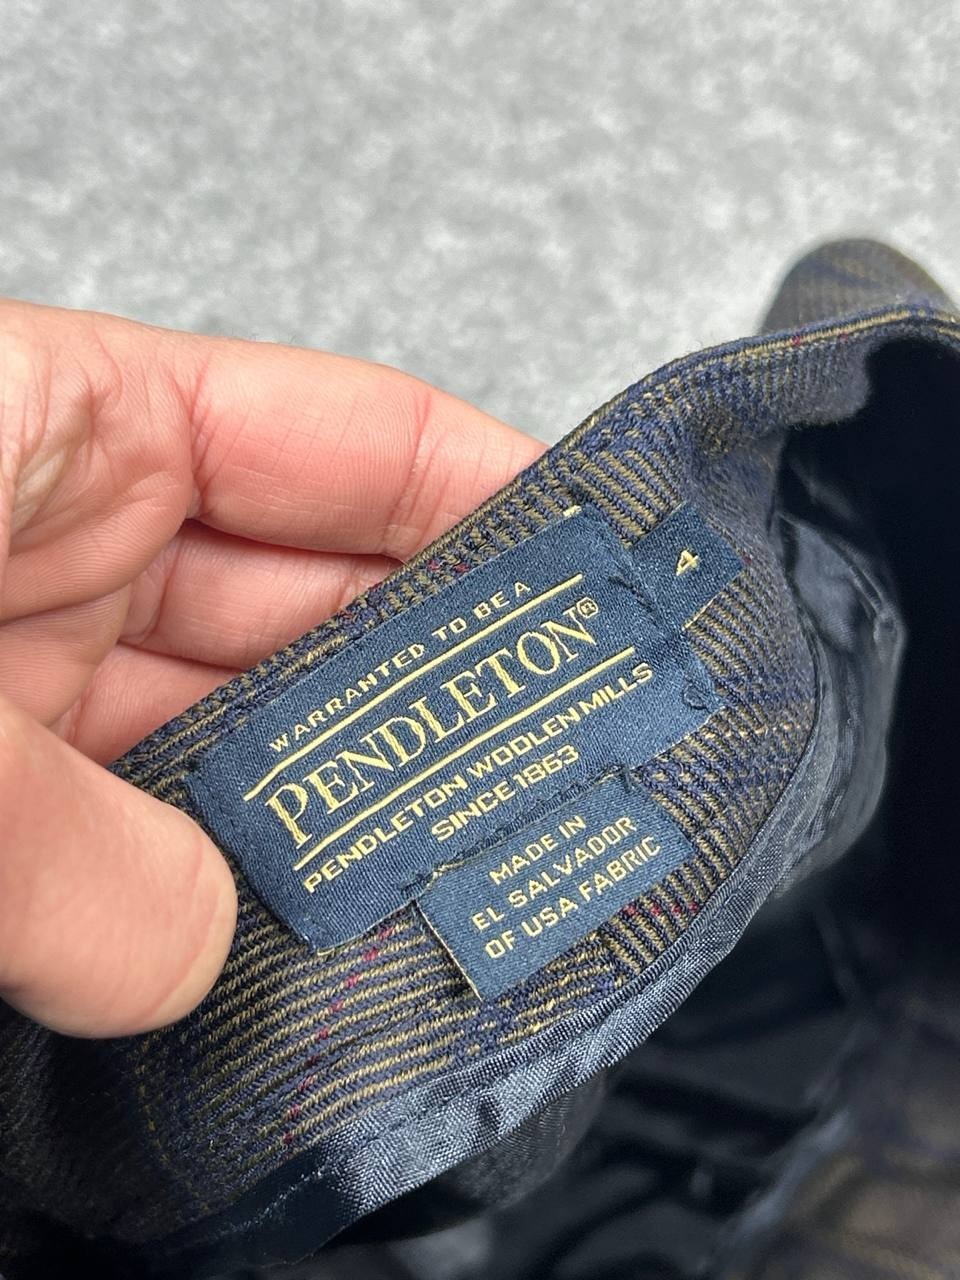 WARRANTED TO BE A
PENDLETON®
PENDLETON WOOLEN MILLS
SINCE 1863
4
MADE IN
EL SALVADOR
OF USA FABRIC